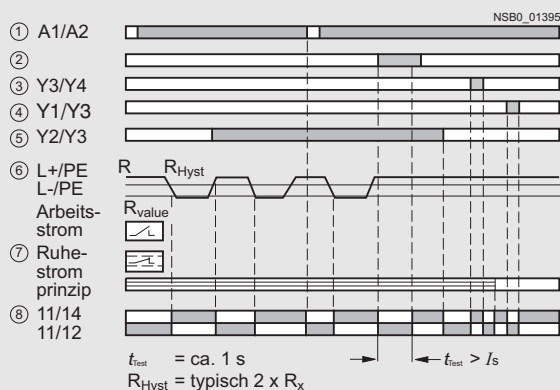 NSB0_01395
① A1/A2
②
③ Y3/Y4
④ Y1/Y3
⑤ Y2/Y3
⑥ L+/PE R RHyst
L-/PE
Arbeits- Rvalue
strom
⑦ Ruhe-
strom
prinzip
⑧ 11/14
11/12
tTest = ca. 1 s tTest > Is
RHyst = typisch 2 x Rx